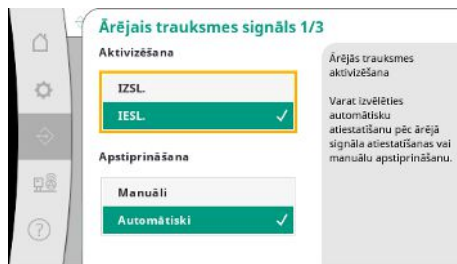 Ārējais trauksmes signāls 1/3
Aktivizēšana
IZSL.
IESL.
Apstiprināšana
Manuāli
Automātiski
Ārējās trauksmes
aktivizēšana
Varat izvēlēties
automātisku
atiestatīšanu pēc ārējā
signāla atiestatīšanas vai
manuālu apstiprināšanu.
?